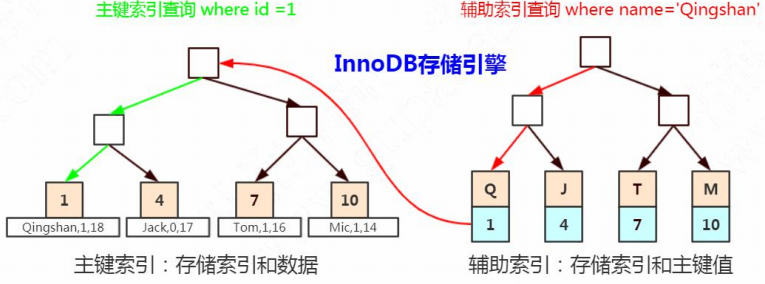 主键索引查询 where id =1
辅助索引查询 where name='Qingshan'
InnoDB存储引擎
1
4
7
10
Qingshan,1,18
Jack,0,17
Tom,1,16
Mic,1,14
Q
J
T
M
1
4
7
10
主键索引：存储索引和数据
辅助索引：存储索引和主键值